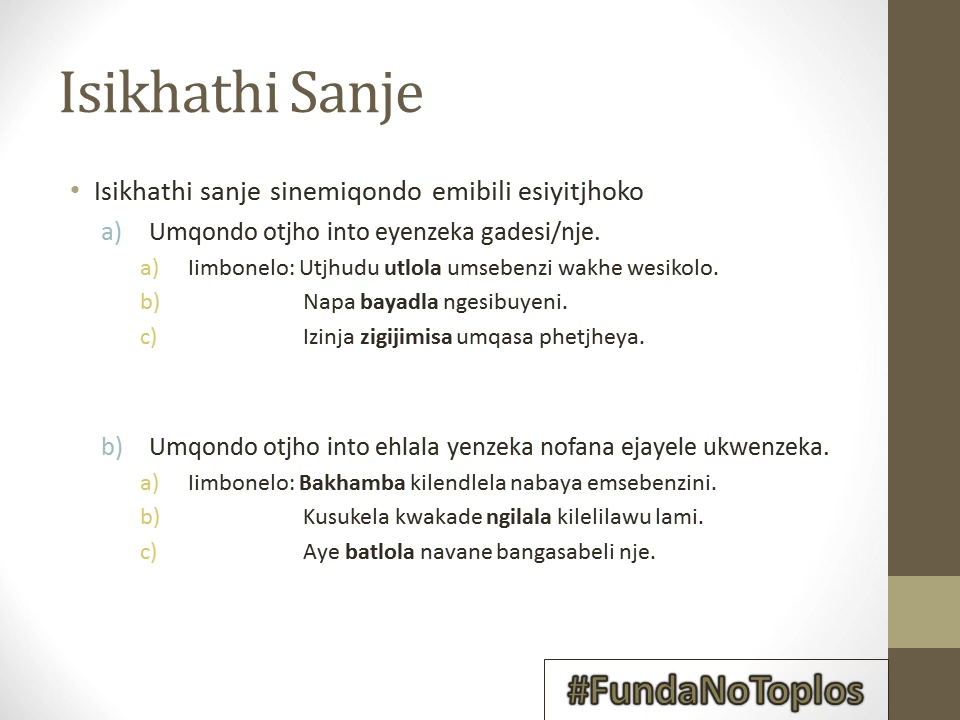 Isikhathi Sanje
• Isikhathi sanje sinemiqondo emibili esiyitjhoko
a) Umqondo otjho into eyenzeka gadesi/nje.
a) Iimbonelo: Utjhudu utlola umsebenzi wakhe wesikolo.
b) Napa bayadla ngesibuyeni.
c) Izinja zigijimisa umqasa phetjheya.
b) Umqondo otjho into ehlala yenzeka nofana ejayele ukwenzeka.
a) Iimbonelo: Bakhamba kilendlela nabaya emsebenzini.
b) Kusukela kwakade ngilala kilelilawu lami.
c) Aye batlola navane bangasabeli nje.
#FundaNoToplos